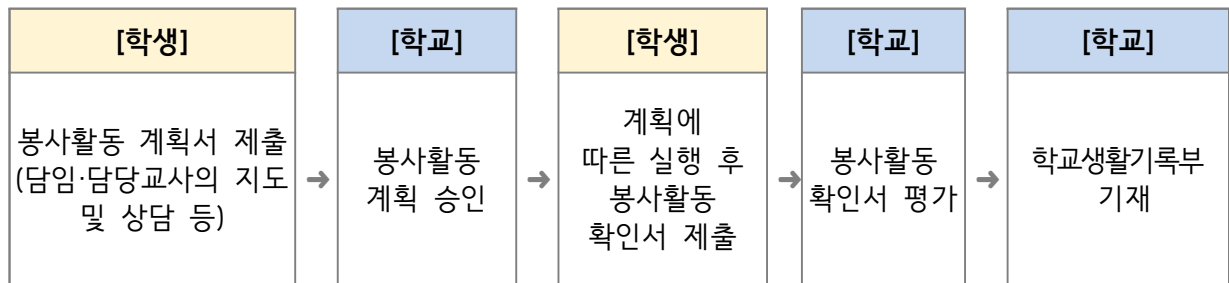 [학생]
봉사활동 계획서 제출
(담임·담당교사의 지도
및 상담 등)
➜
[학교]
봉사활동
계획 승인
➜
[학생]
계획에
따른 실행 후
봉사활동
확인서 제출
➜
[학교]
봉사활동
확인서 평가
➜
[학교]
학교생활기록부
기재